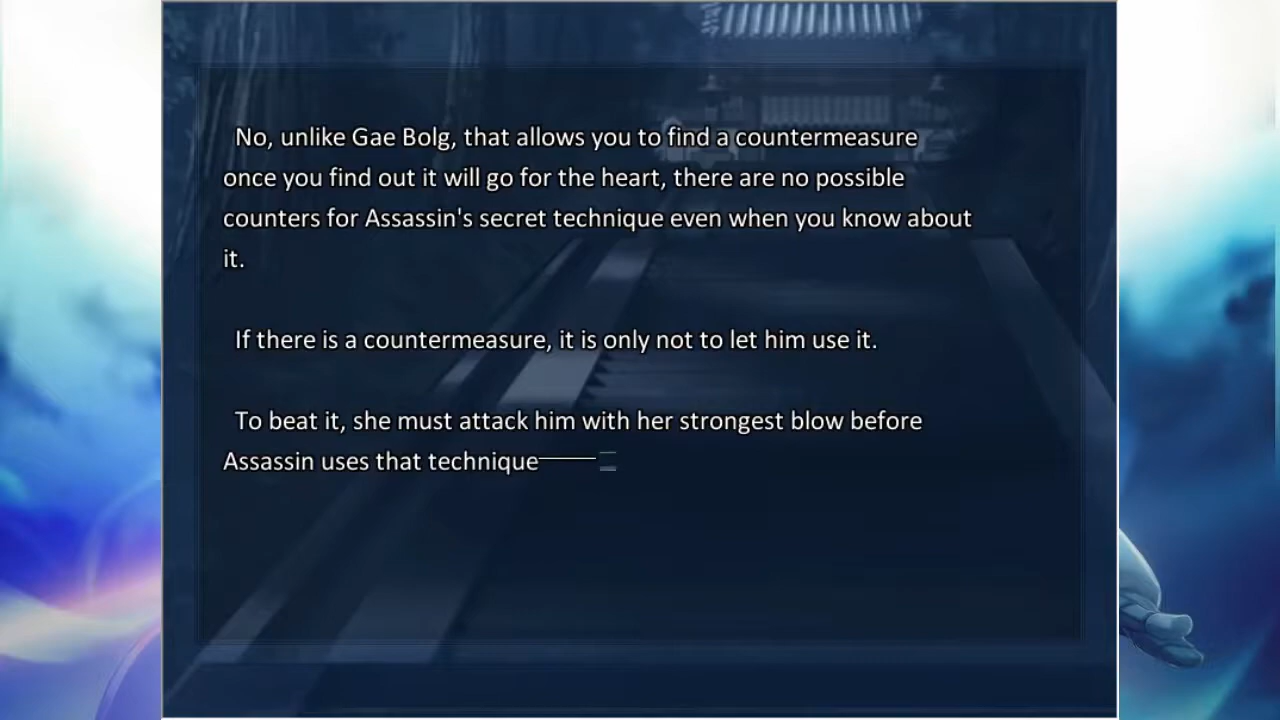 No, unlike Gae Bolg, that allows you to find a countermeasure
once you find out it will go for the heart, there are no possible
counters for Assassin's secret technique even when you know about
it.
If there is a countermeasure, it is only not to let him use it.
To beat it, she must attack him with her strongest blow before
Assassin uses that technique――